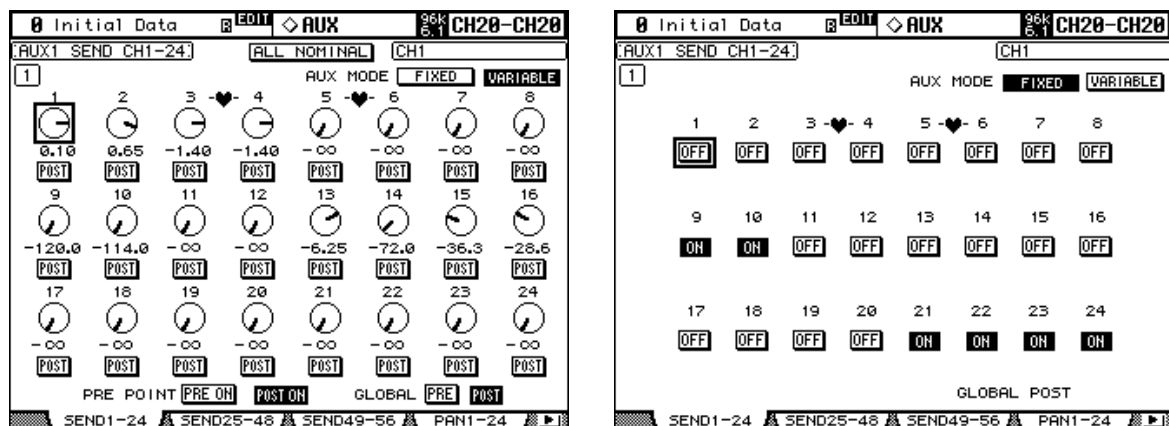 0 Initial Data R EDIT ◇AUX 96k 6.1 CH20-CH20
AUX1 SEND CH1-24 ALL NOMINAL CH1
1 AUX MODE FIXED VARIABLE
1 2 3 -♥- 4 5 -♥- 6 7 8
0.10 0.65 -1.40 -1.40 -∞ -∞ -∞ -∞
POST POST POST POST POST POST POST POST
9 10 11 12 13 14 15 16
-120.0 -114.0 -∞ -∞ -6.25 -72.0 -36.3 -28.6
POST POST POST POST POST POST POST POST
17 18 19 20 21 22 23 24
-∞ -∞ -∞ -∞ -∞ -∞ -∞ -∞
POST POST POST POST POST POST POST POST
PRE POINT PRE ON POST ON GLOBAL PRE POST
SEND1-24 SEND25-48 SEND49-56 PAN1-24
0 Initial Data R EDIT ◇AUX 96k 6.1 CH20-CH20
AUX1 SEND CH1-24 CH1
1 AUX MODE FIXED VARIABLE
1 2 3 -♥- 4 5 -♥- 6 7 8
OFF OFF OFF OFF OFF OFF OFF OFF
9 10 11 12 13 14 15 16
ON ON OFF OFF OFF OFF OFF OFF
17 18 19 20 21 22 23 24
OFF OFF OFF OFF ON ON ON ON
GLOBAL POST
SEND1-24 SEND25-48 SEND49-56 PAN1-24